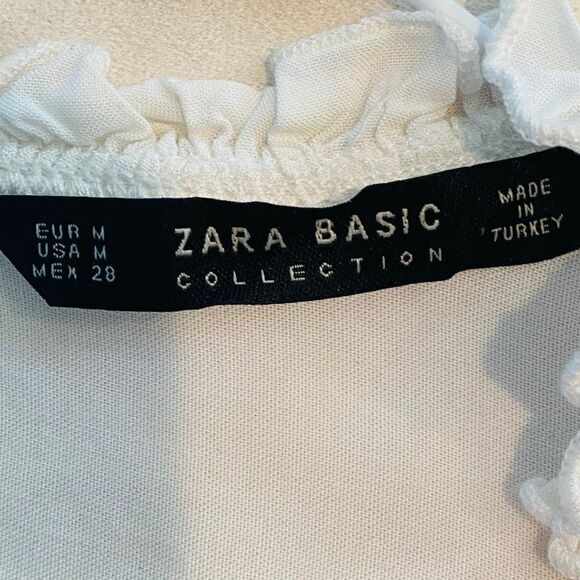 EUR M
USA M
MEX 28
ZARA BASIC
COLLECTION
MADE
IN
TURKEY